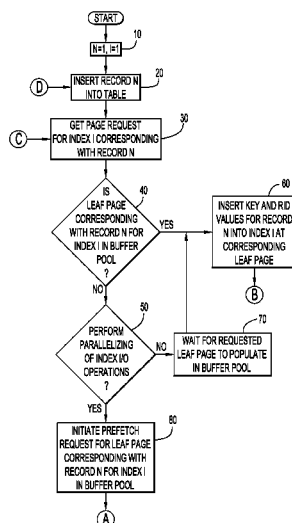 START
10
N=1, I=1
20
INSERT RECORD N
INTO TABLE
D
30
GET PAGE REQUEST
FOR INDEX I CORRESPONDING
WITH RECORD N
C
40
IS
LEAF PAGE
CORRESPONDING
WITH RECORD N FOR
INDEX I IN BUFFER
POOL
?
YES
NO
60
INSERT KEY AND RID
VALUES FOR RECORD
N INTO INDEX I AT
CORRESPONDING
LEAF PAGE
B
50
PERFORM
PARALLELIZING
OF INDEX I/O
OPERATIONS
?
NO
YES
70
WAIT FOR REQUESTED
LEAF PAGE TO POPULATE
IN BUFFER POOL
80
INITIATE PREFETCH
REQUEST FOR LEAF PAGE
CORRESPONDING WITH
RECORD N FOR INDEX I
IN BUFFER POOL
A